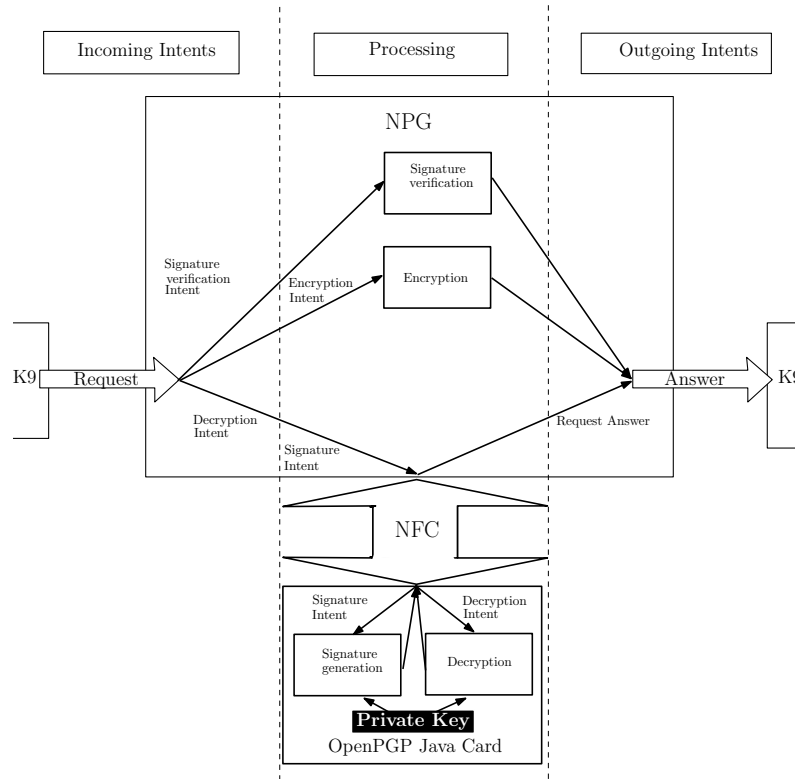 Incoming Intents
Processing
Outgoing Intents
NPG
Signature
verification
Signature
verification
Intent
Encryption
Intent
Encryption
K9
Request
Answer
K9
Decryption
Intent
Signature
Intent
Request Answer
NFC
Signature
Intent
Decryption
Intent
Signature
generation
Decryption
Private Key
OpenPGP Java Card